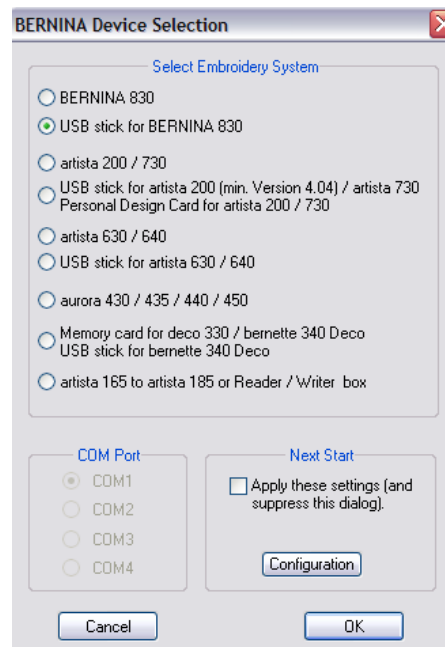 BERNINA Device Selection
Select Embroidery System
BERNINA 830
USB stick for BERNINA 830
artista 200 / 730
USB stick for artista 200 (min. Version 4.04) / artista 730
Personal Design Card for artista 200 / 730
artista 630 / 640
USB stick for artista 630 / 640
aurora 430 / 435 / 440 / 450
Memory card for deco 330 / bernette 340 Deco
USB stick for bernette 340 Deco
artista 165 to artista 185 or Reader / Writer box
COM Port
COM1
COM2
COM3
COM4
Next Start
Apply these settings (and
suppress this dialog).
Configuration
Cancel
OK